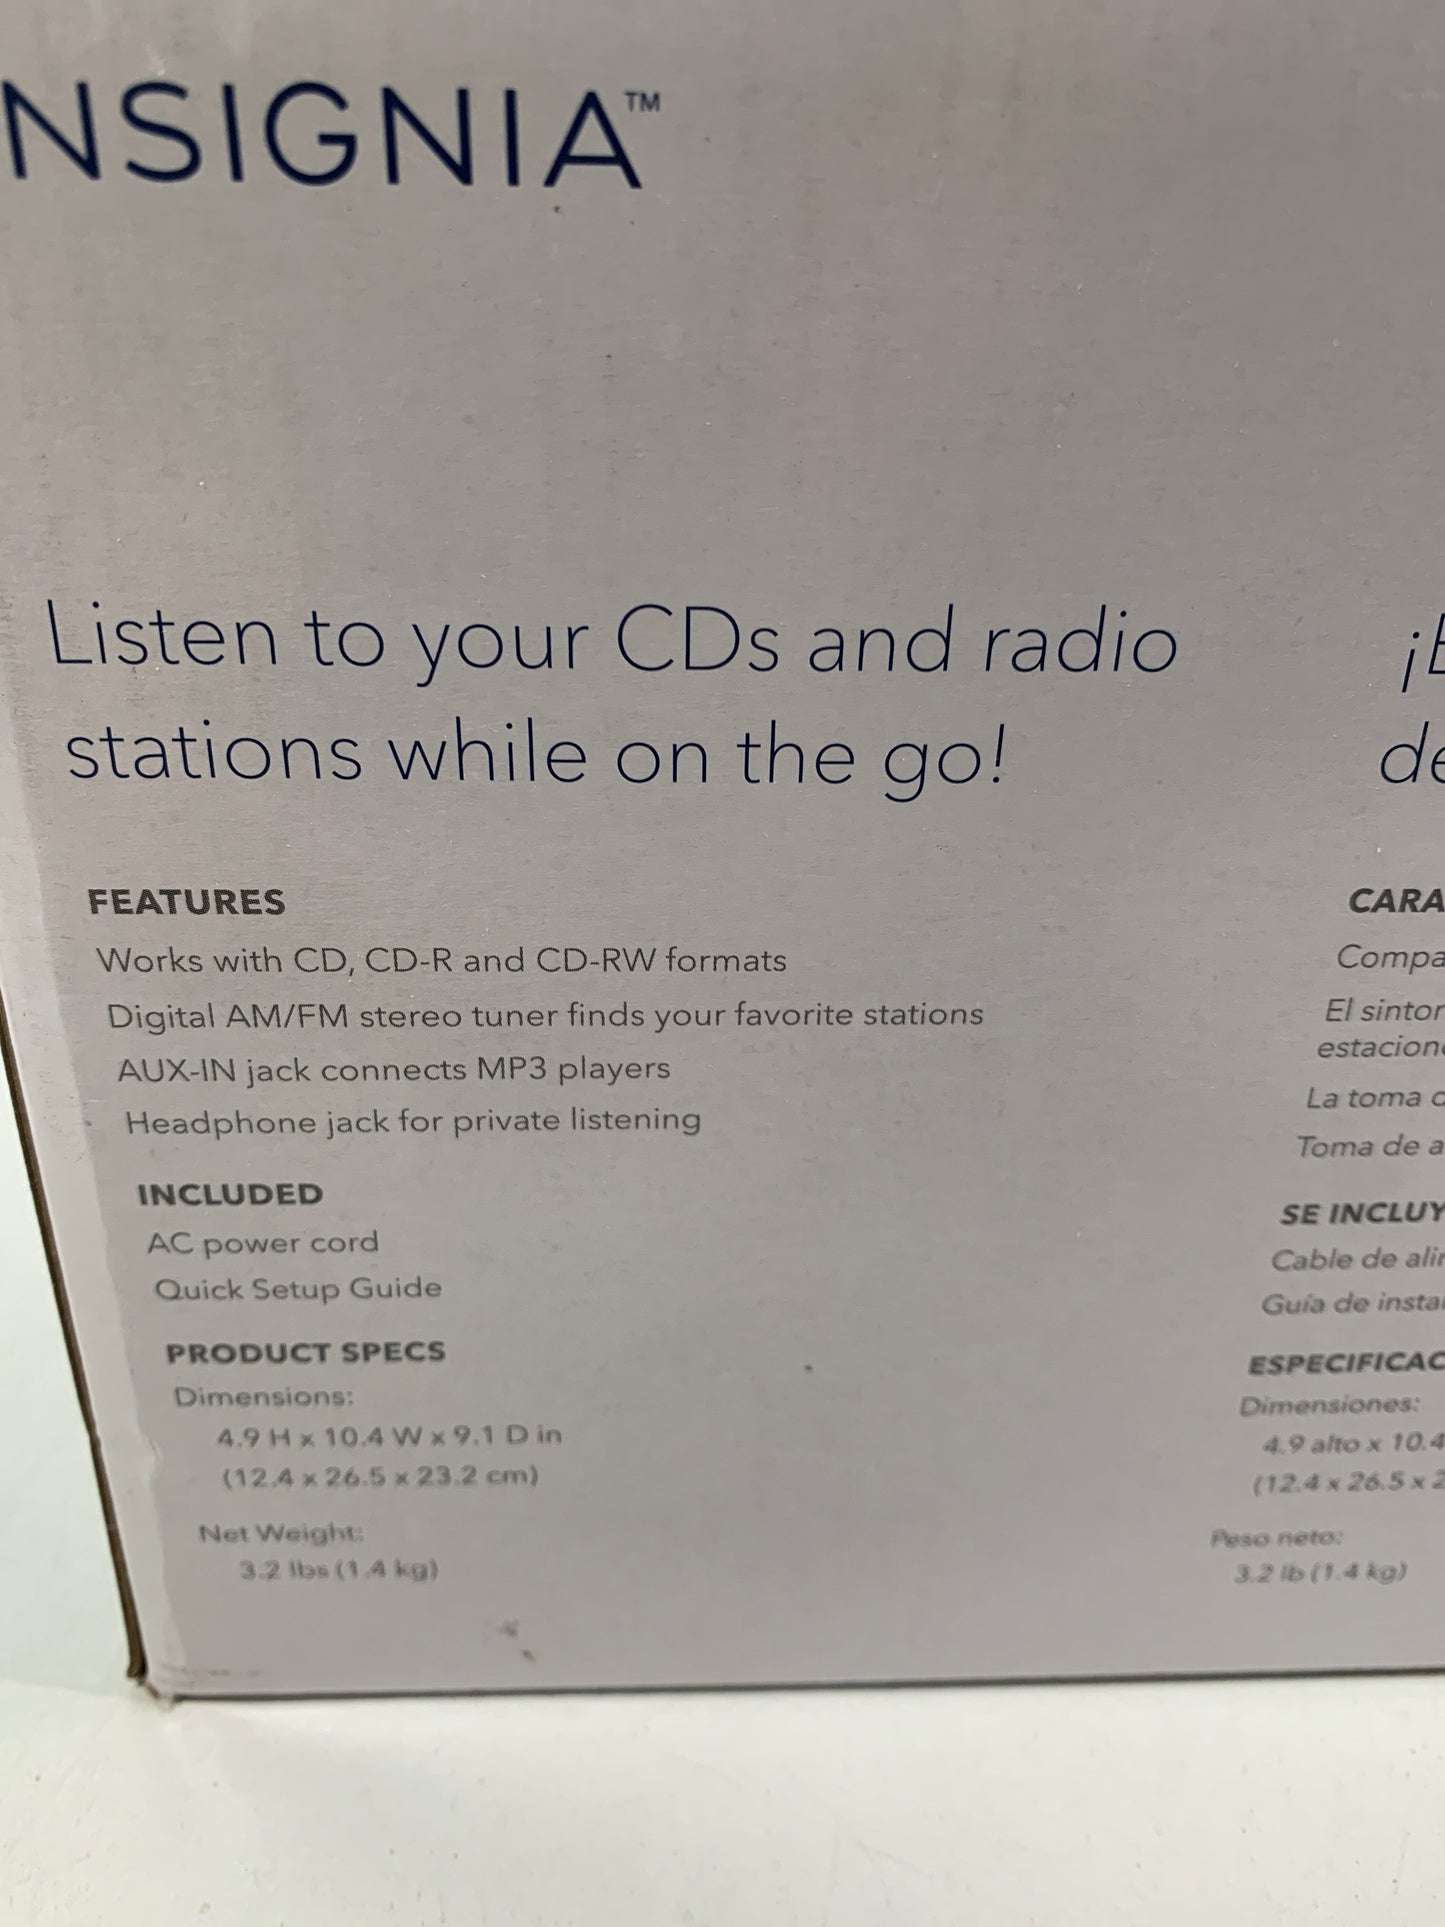 NSIGNIA™
Listen to your CDs and radio
stations while on the go!
FEATURES
Works with CD, CD-R and CD-RW formats
Digital AM/FM stereo tuner finds your favorite stations
AUX-IN jack connects MP3 players
Headphone jack for private listening
INCLUDED
AC power cord
Quick Setup Guide
PRODUCT SPECS
Dimensions:
4.9 H x 10.4 W x 9.1 D in
(12.4 x 26.5 x 23.2 cm)
Net Weight:
3.2 lbs (1.4 kg)
¡E
de
CARA
Compa
El sinton
estacione
La toma d
Toma de a
SE INCLUY
Cable de alim
Guía de instal
ESPECIFICAC
Dimensiones:
4.9 alto x 10.4
(12.4 x 26.5 x 2
Peso neto:
3.2 lb (1.4 kg)